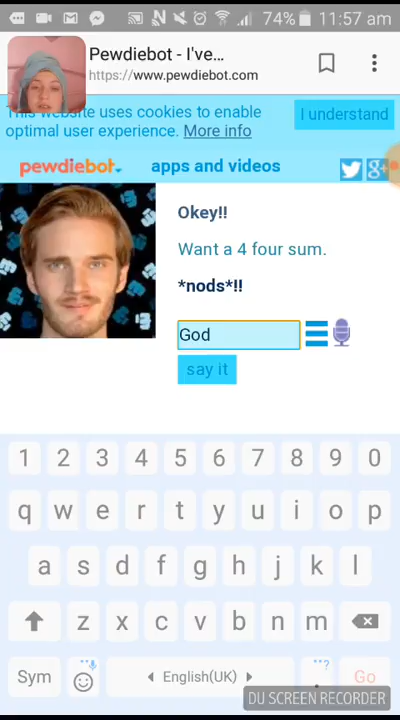 74% 11:57 am
Pewdiebot - I've...
https://www.pewdiebot.com
This website uses cookies to enable
optimal user experience. More info
I understand
pewdiebot
apps and videos
g+
Okey!!
Want a 4 four sum.
*nods*!!
God
say it
1 2 3 4 5 6 7 8 9 0
q w e r t y u i o p
a s d f g h j k l
z x c v b n m
Sym English(UK) Go
DU SCREEN RECORDER